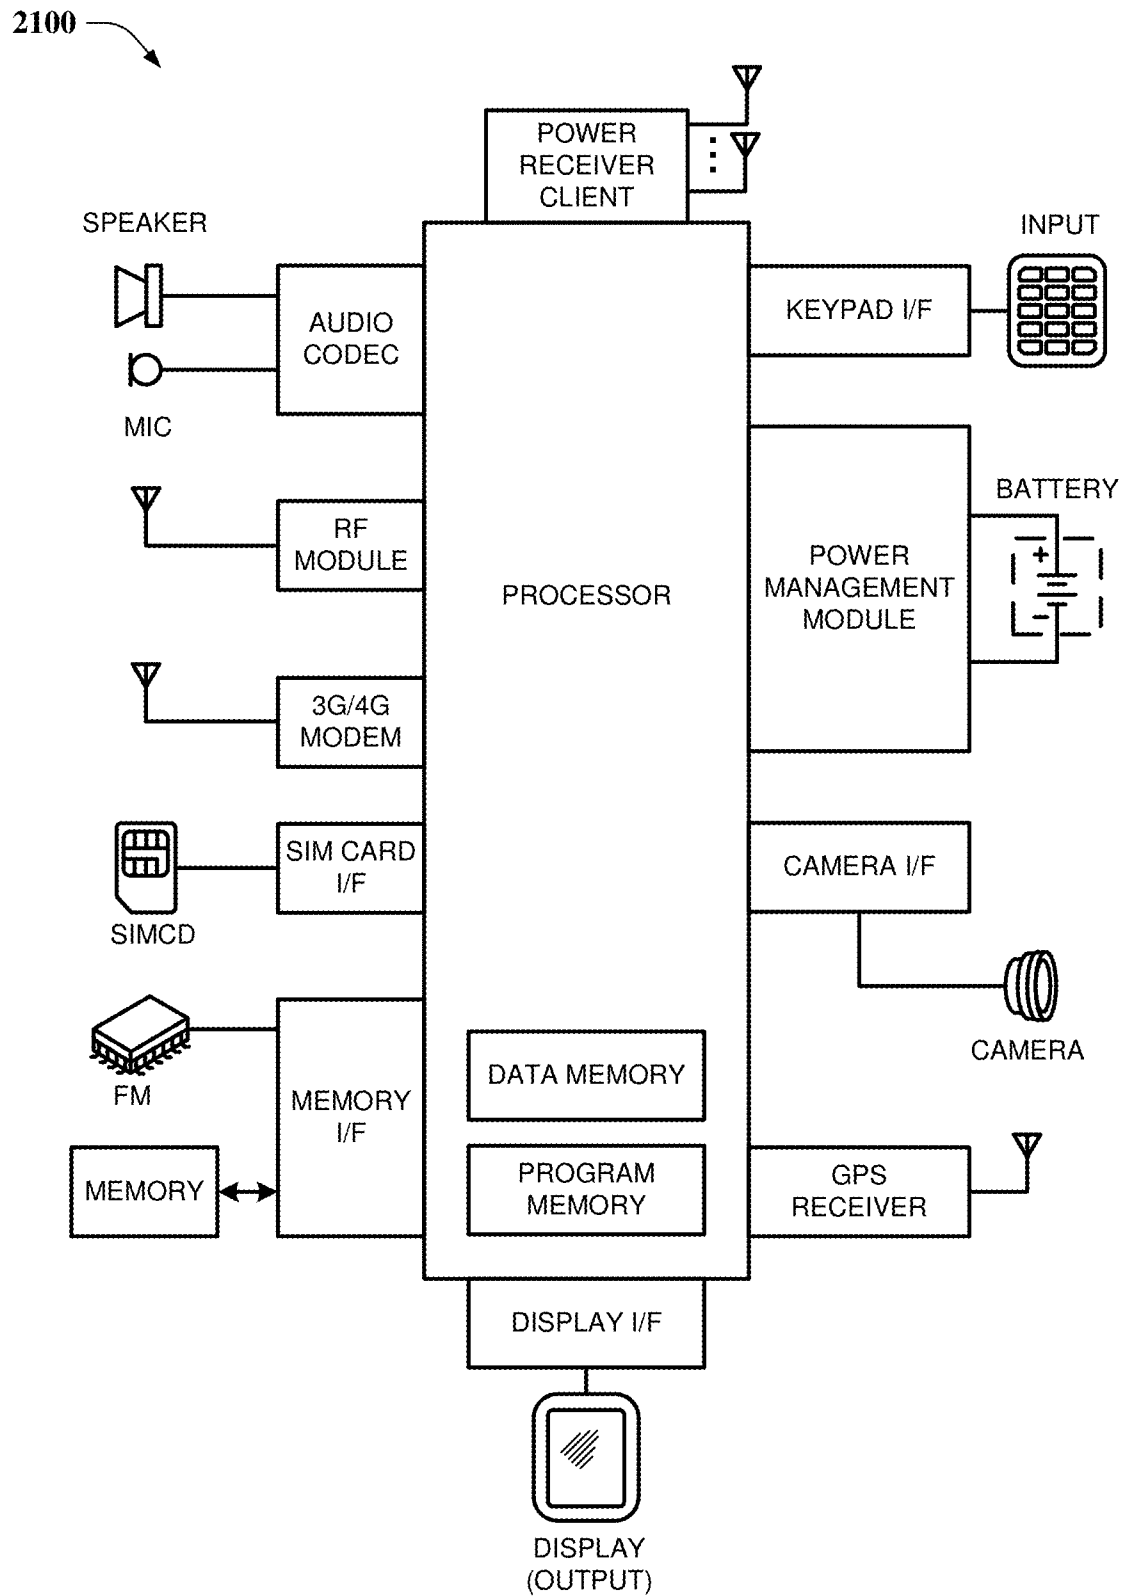 2100
POWER
RECEIVER
CLIENT
SPEAKER
INPUT
AUDIO
CODEC
KEYPAD I/F
MIC
BATTERY
RF
MODULE
PROCESSOR
POWER
MANAGEMENT
MODULE
+
-
3G/4G
MODEM
SIM CARD
I/F
CAMERA I/F
SIMCD
CAMERA
FM
MEMORY
I/F
DATA MEMORY
MEMORY
PROGRAM
MEMORY
GPS
RECEIVER
DISPLAY I/F
DISPLAY
(OUTPUT)